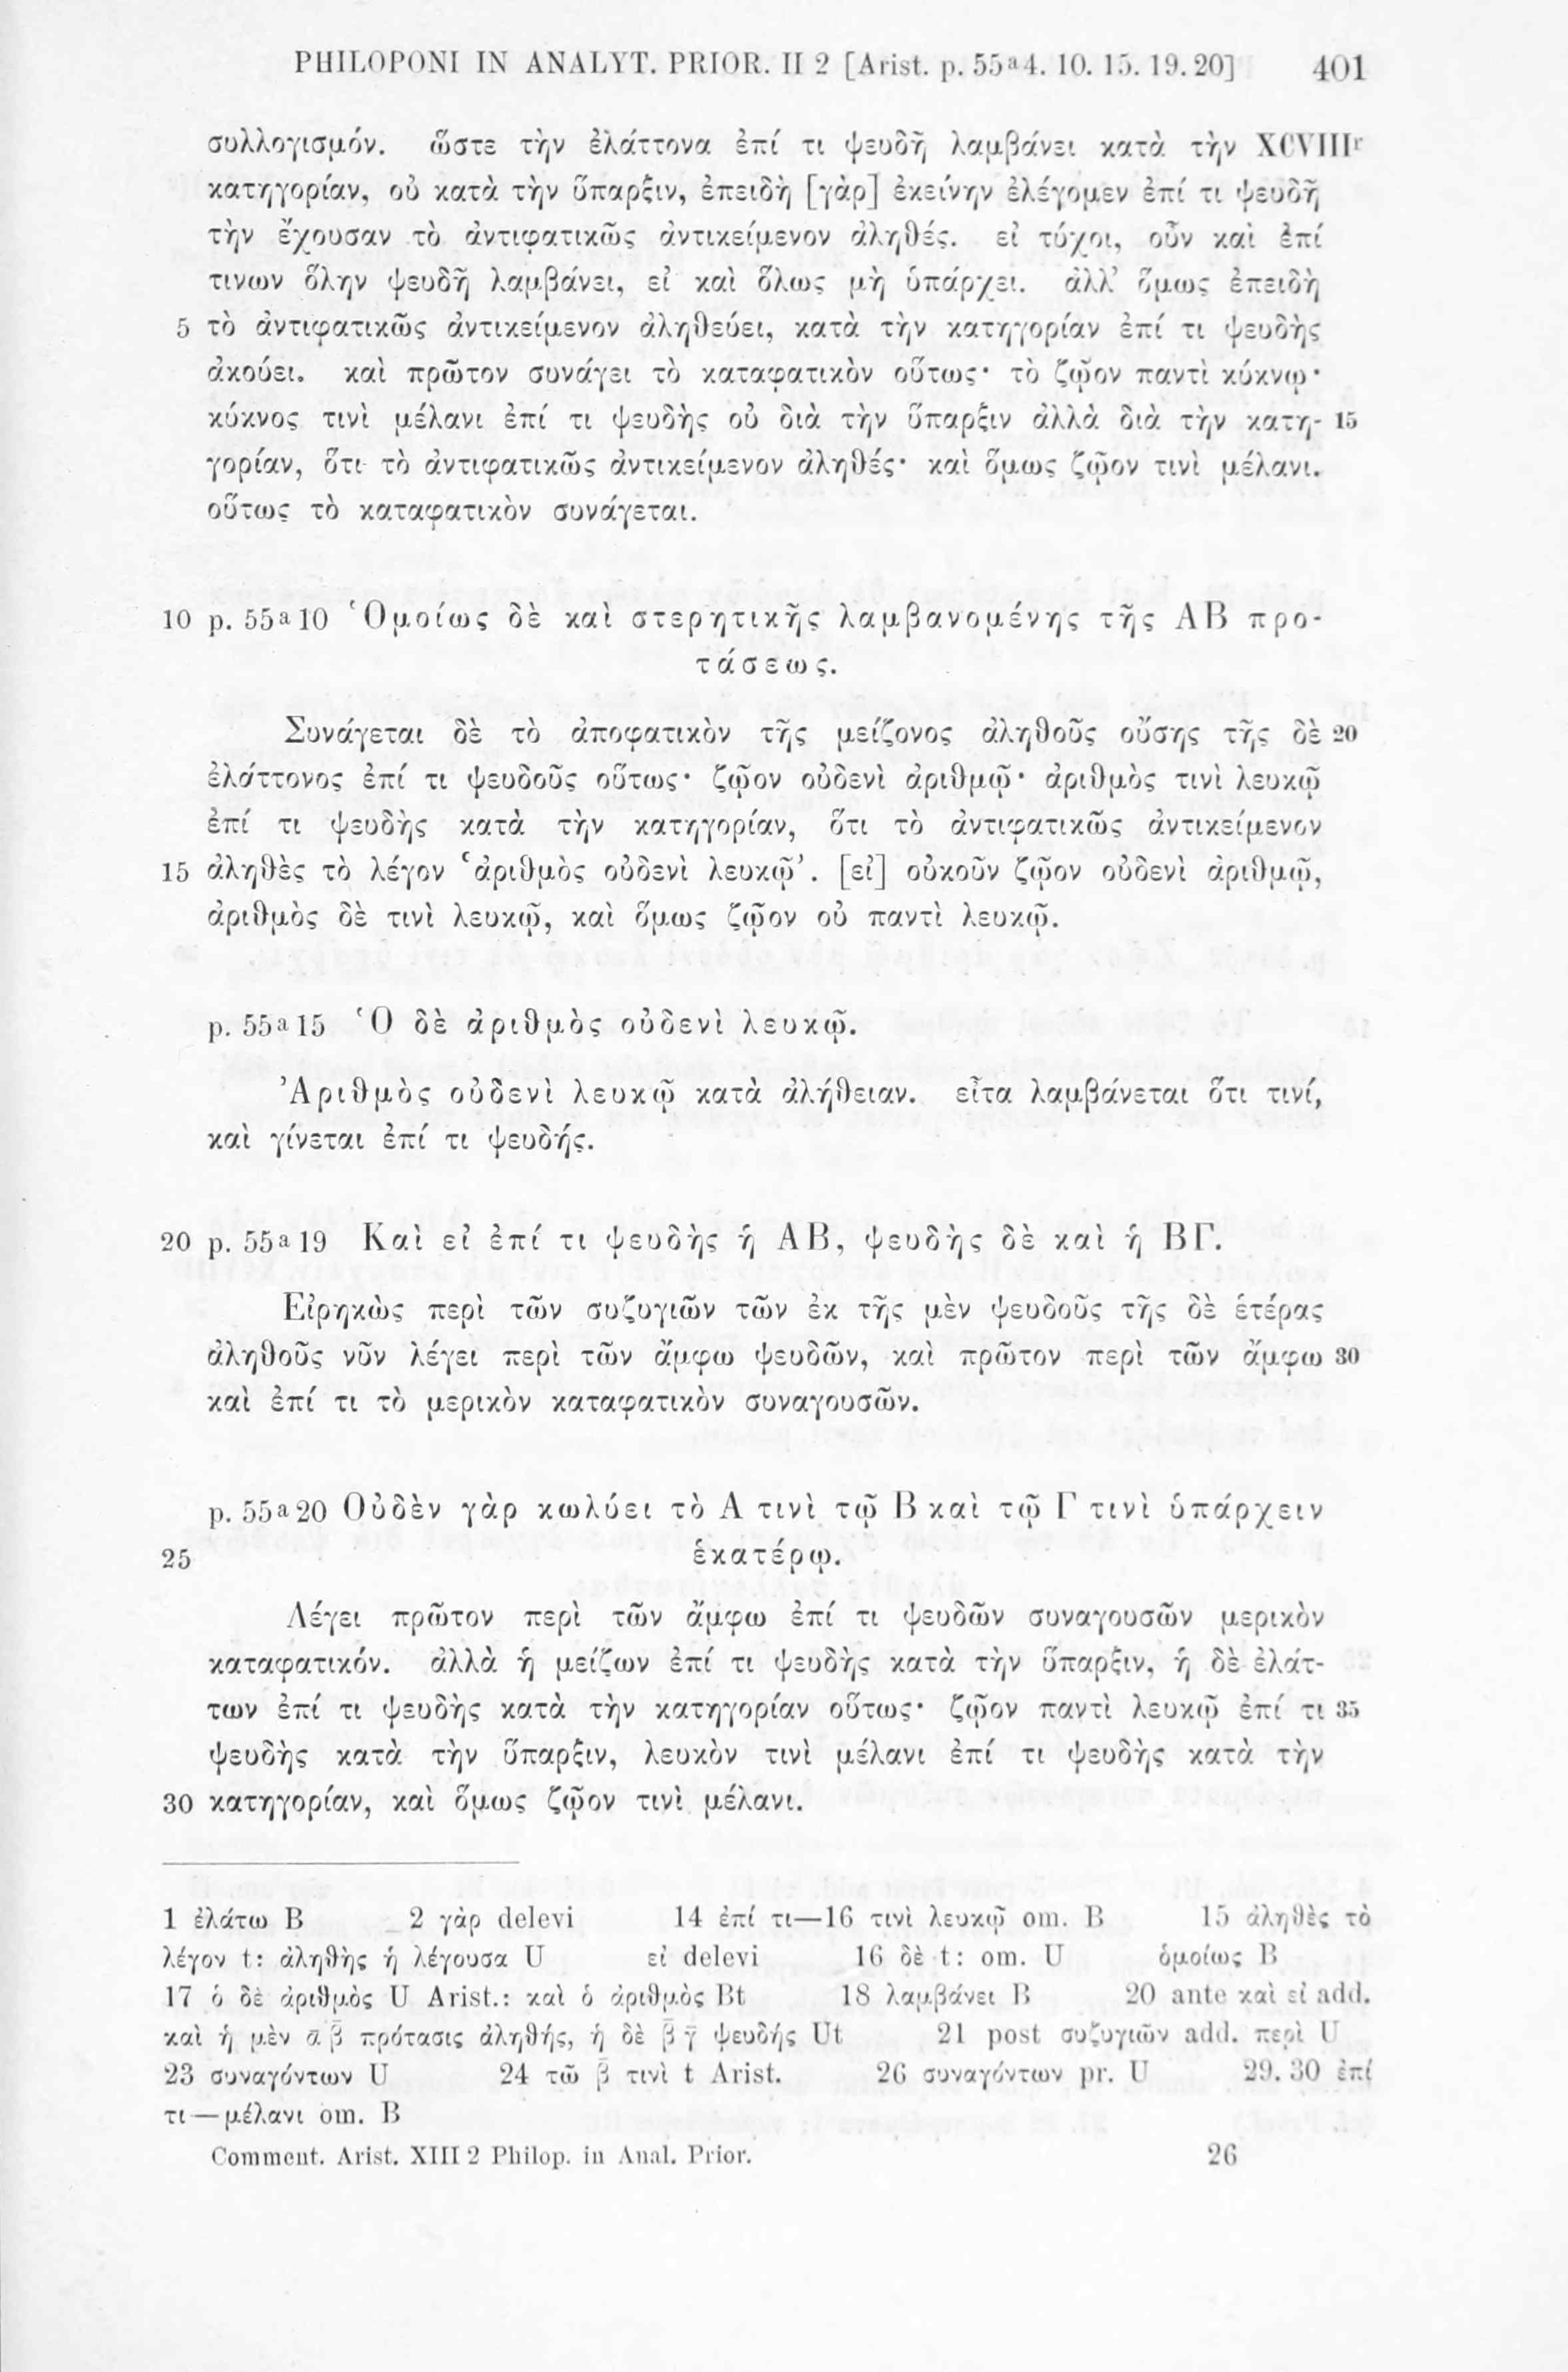 PHILOPONI IN ANALYT. PRIOR. II 2 [Arist. p. 55ª4. 10. 15. 19. 20] 401
συλλογισμόν. ὥστε τὴν ἐλάττονα ἐπί τι ψευδῆ λαμβάνει κατὰ τὴν XCVIIIʳ
κατηγορίαν, οὐ κατὰ τὴν ὕπαρξιν, ἐπειδὴ [γὰρ] ἐκείνην ἐλέγομεν ἐπί τι ψευδῆ
τὴν ἔχουσαν τὸ ἀντιφατικῶς ἀντικείμενον ἀληθές. εἰ τύχοι, οὖν καὶ ἐπί
τινων ὅλην ψευδῆ λαμβάνει, εἰ καὶ ὅλως μὴ ὑπάρχει. ἀλλ’ ὅμως ἐπειδὴ
5 τὸ ἀντιφατικῶς ἀντικείμενον ἀληθεύει, κατὰ τὴν κατηγορίαν ἐπί τι ψευδὴς
ἀκούει. καὶ πρῶτον συνάγει τὸ καταφατικὸν οὕτως· τὸ ζῷον παντὶ κύκνῳ·
κύκνος τινὶ μέλανι ἐπί τι ψευδὴς οὐ διὰ τὴν ὕπαρξιν ἀλλὰ διὰ τὴν κατη- 15
γορίαν, ὅτι τὸ ἀντιφατικῶς ἀντικείμενον ἀληθές· καὶ ὅμως ζῷον τινὶ μέλανι.
οὕτως τὸ καταφατικὸν συνάγεται.
10 p. 55ª10 Ὁμοίως δὲ καὶ στερητικῆς λαμβανομένης τῆς ΑΒ προ-
τάσεως.
Συνάγεται δὲ τὸ ἀποφατικὸν τῆς μείζονος ἀληθοῦς οὔσης τῆς δὲ 20
ἐλάττονος ἐπί τι ψευδοῦς οὕτως· ζῷον οὐδενὶ ἀριθμῷ· ἀριθμὸς τινὶ λευκῷ
ἐπί τι ψευδὴς κατὰ τὴν κατηγορίαν, ὅτι τὸ ἀντιφατικῶς ἀντικείμενον
15 ἀληθὲς τὸ λέγον ‘ἀριθμὸς οὐδενὶ λευκῷ’. [εἰ] οὐκοῦν ζῷον οὐδενὶ ἀριθμῷ,
ἀριθμὸς δὲ τινὶ λευκῷ, καὶ ὅμως ζῷον οὐ παντὶ λευκῷ.
p. 55ª15 Ὁ δὲ ἀριθμὸς οὐδενὶ λευκῷ.
Ἀριθμὸς οὐδενὶ λευκῷ κατὰ ἀλήθειαν. εἶτα λαμβάνεται ὅτι τινί,
καὶ γίνεται ἐπί τι ψευδής.
20 p. 55ª19 Καὶ εἰ ἐπί τι ψευδὴς ἡ ΑΒ, ψευδὴς δὲ καὶ ἡ ΒΓ.
Εἰρηκὼς περὶ τῶν συζυγιῶν τῶν ἐκ τῆς μὲν ψευδοῦς τῆς δὲ ἑτέρας
ἀληθοῦς νῦν λέγει περὶ τῶν ἄμφω ψευδῶν, καὶ πρῶτον περὶ τῶν ἄμφω 30
καὶ ἐπί τι τὸ μερικὸν καταφατικὸν συναγουσῶν.
p. 55ª20 Οὐδὲν γὰρ κωλύει τὸ Α τινὶ τῷ Β καὶ τῷ Γ τινὶ ὑπάρχειν
25 ἑκατέρῳ.
Λέγει πρῶτον περὶ τῶν ἄμφω ἐπί τι ψευδῶν συναγουσῶν μερικὸν
καταφατικόν. ἀλλὰ ἡ μείζων ἐπί τι ψευδὴς κατὰ τὴν ὕπαρξιν, ἡ δὲ ἐλάτ-
των ἐπί τι ψευδὴς κατὰ τὴν κατηγορίαν οὕτως· ζῷον παντὶ λευκῷ ἐπί τι 35
ψευδὴς κατὰ τὴν ὕπαρξιν, λευκὸν τινὶ μέλανι ἐπί τι ψευδὴς κατὰ τὴν
30 κατηγορίαν, καὶ ὅμως ζῷον τινὶ μέλανι.
1 ἐλάτω B 2 γὰρ delevi 14 ἐπί τι—16 τινὶ λευκῷ om. B 15 ἀληθὲς τὸ
λέγον t: ἀληθὴς ἡ λέγουσα U εἰ delevi 16 δὲ t: om. U ὁμοίως B
17 ὁ δὲ ἀριθμὸς U Arist.: καὶ ὁ ἀριθμὸς Bt 18 λαμβάνει B 20 ante καὶ εἰ add.
καὶ ἡ μὲν α̅ β̅ πρότασις ἀληθής, ἡ δὲ β̅ γ̅ ψευδής Ut 21 post συζυγιῶν add. περὶ U
23 συναγόντων U 24 τῶ β̅ τινὶ t Arist. 26 συναγόντων pr. U 29. 30 ἐπί
τι — μέλανι om. B
Comment. Arist. XIII 2 Philop. in Anal. Prior. 26